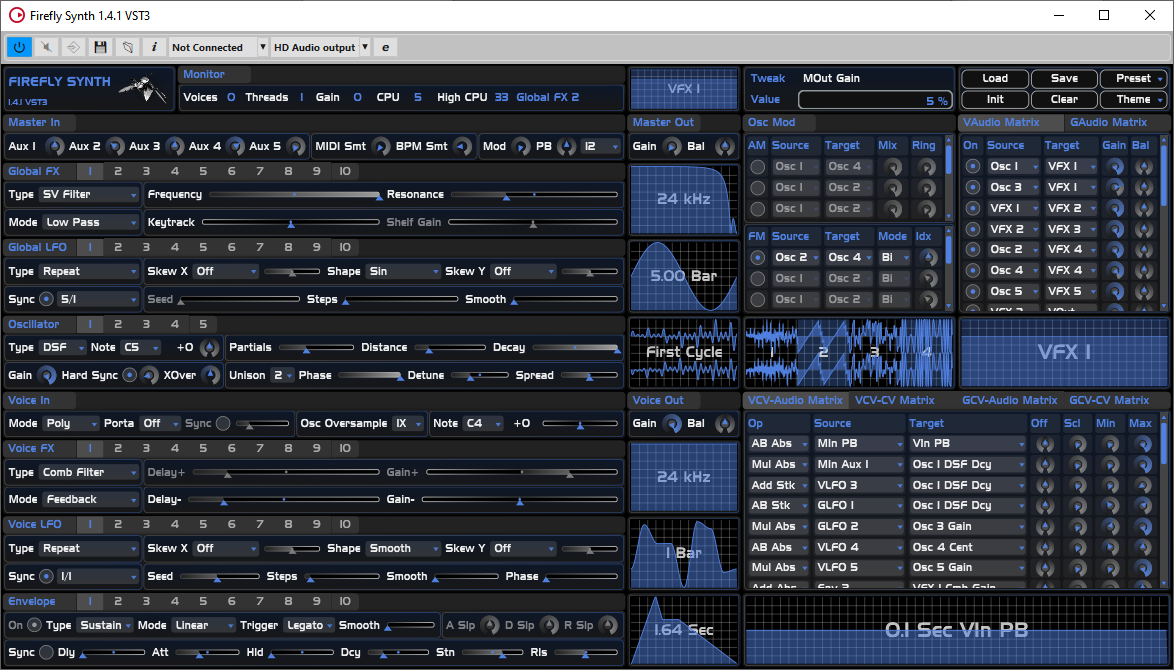 Firefly Synth 1.4.1 VST3
i Not Connected HD Audio output e
FIREFLY SYNTH
1.4.1 VST3
Monitor
Voices 0 Threads 1 Gain 0 CPU 5 High CPU 33 Global FX 2
VFX 1
Tweak MOut Gain
Value 5 %
Load Save Preset
Init Clear Theme
Master In
Aux 1 Aux 2 Aux 3 Aux 4 Aux 5 MIDI Smt BPM Smt Mod PB 12
Master Out
Gain Bal
Global FX 1 2 3 4 5 6 7 8 9 10
Type SV Filter Frequency Resonance
Mode Low Pass Keytrack Shelf Gain
24 kHz
Global LFO 1 2 3 4 5 6 7 8 9 10
Type Repeat Skew X Off Shape Sin Skew Y Off
Sync 5/1 Seed Steps Smooth
5.00 Bar
Osc Mod
AM Source Target Mix Ring
Osc 1 Osc 4
Osc 1 Osc 2
Osc 1 Osc 2
FM Source Target Mode Idx
Osc 2 Osc 4 Bi
Osc 1 Osc 2 Bi
Osc 1 Osc 2 Bi
VAudio Matrix GAudio Matrix
On Source Target Gain Bal
Osc 1 VFX 1
Osc 3 VFX 1
VFX 1 VFX 2
VFX 2 VFX 3
Osc 2 VFX 4
Osc 4 VFX 4
Osc 5 VFX 5
VFX 3 VOut
Oscillator 1 2 3 4 5
Type DSF Note C5 +0 Partials Distance Decay
Gain Hard Sync XOver Unison 2 Phase Detune Spread
First Cycle
1 2 3 4
VFX 1
Voice In
Mode Poly Porta Off Sync Osc Oversample 1X Note C4 +0
Voice Out
Gain Bal
Voice FX 1 2 3 4 5 6 7 8 9 10
Type Comb Filter Delay+ Gain+
Mode Feedback Delay- Gain-
24 kHz
Voice LFO 1 2 3 4 5 6 7 8 9 10
Type Repeat Skew X Off Shape Smooth Skew Y Off
Sync 1/1 Seed Steps Smooth Phase
1 Bar
VCV-Audio Matrix VCV-CV Matrix GCV-Audio Matrix GCV-CV Matrix
Op Source Target Off Scl Min Max
AB Abs MIn PB VIn PB
Mul Abs MIn Aux 1 Osc 1 DSF Dcy
Add Stk VLFO 3 Osc 1 DSF Dcy
AB Stk GLFO 1 Osc 1 DSF Dcy
Mul Abs GLFO 2 Osc 3 Gain
AB Abs VLFO 4 Osc 4 Cent
Mul Abs VLFO 5 Osc 5 Gain
Add Abs Env 2 VFX 1 Cmb Gain
Envelope 1 2 3 4 5 6 7 8 9 10
On Type Sustain Mode Linear Trigger Legato Smooth A Slp D Slp R Slp
Sync Dly Att Hld Dcy Stn Rls
1.64 Sec
0.1 Sec VIn PB